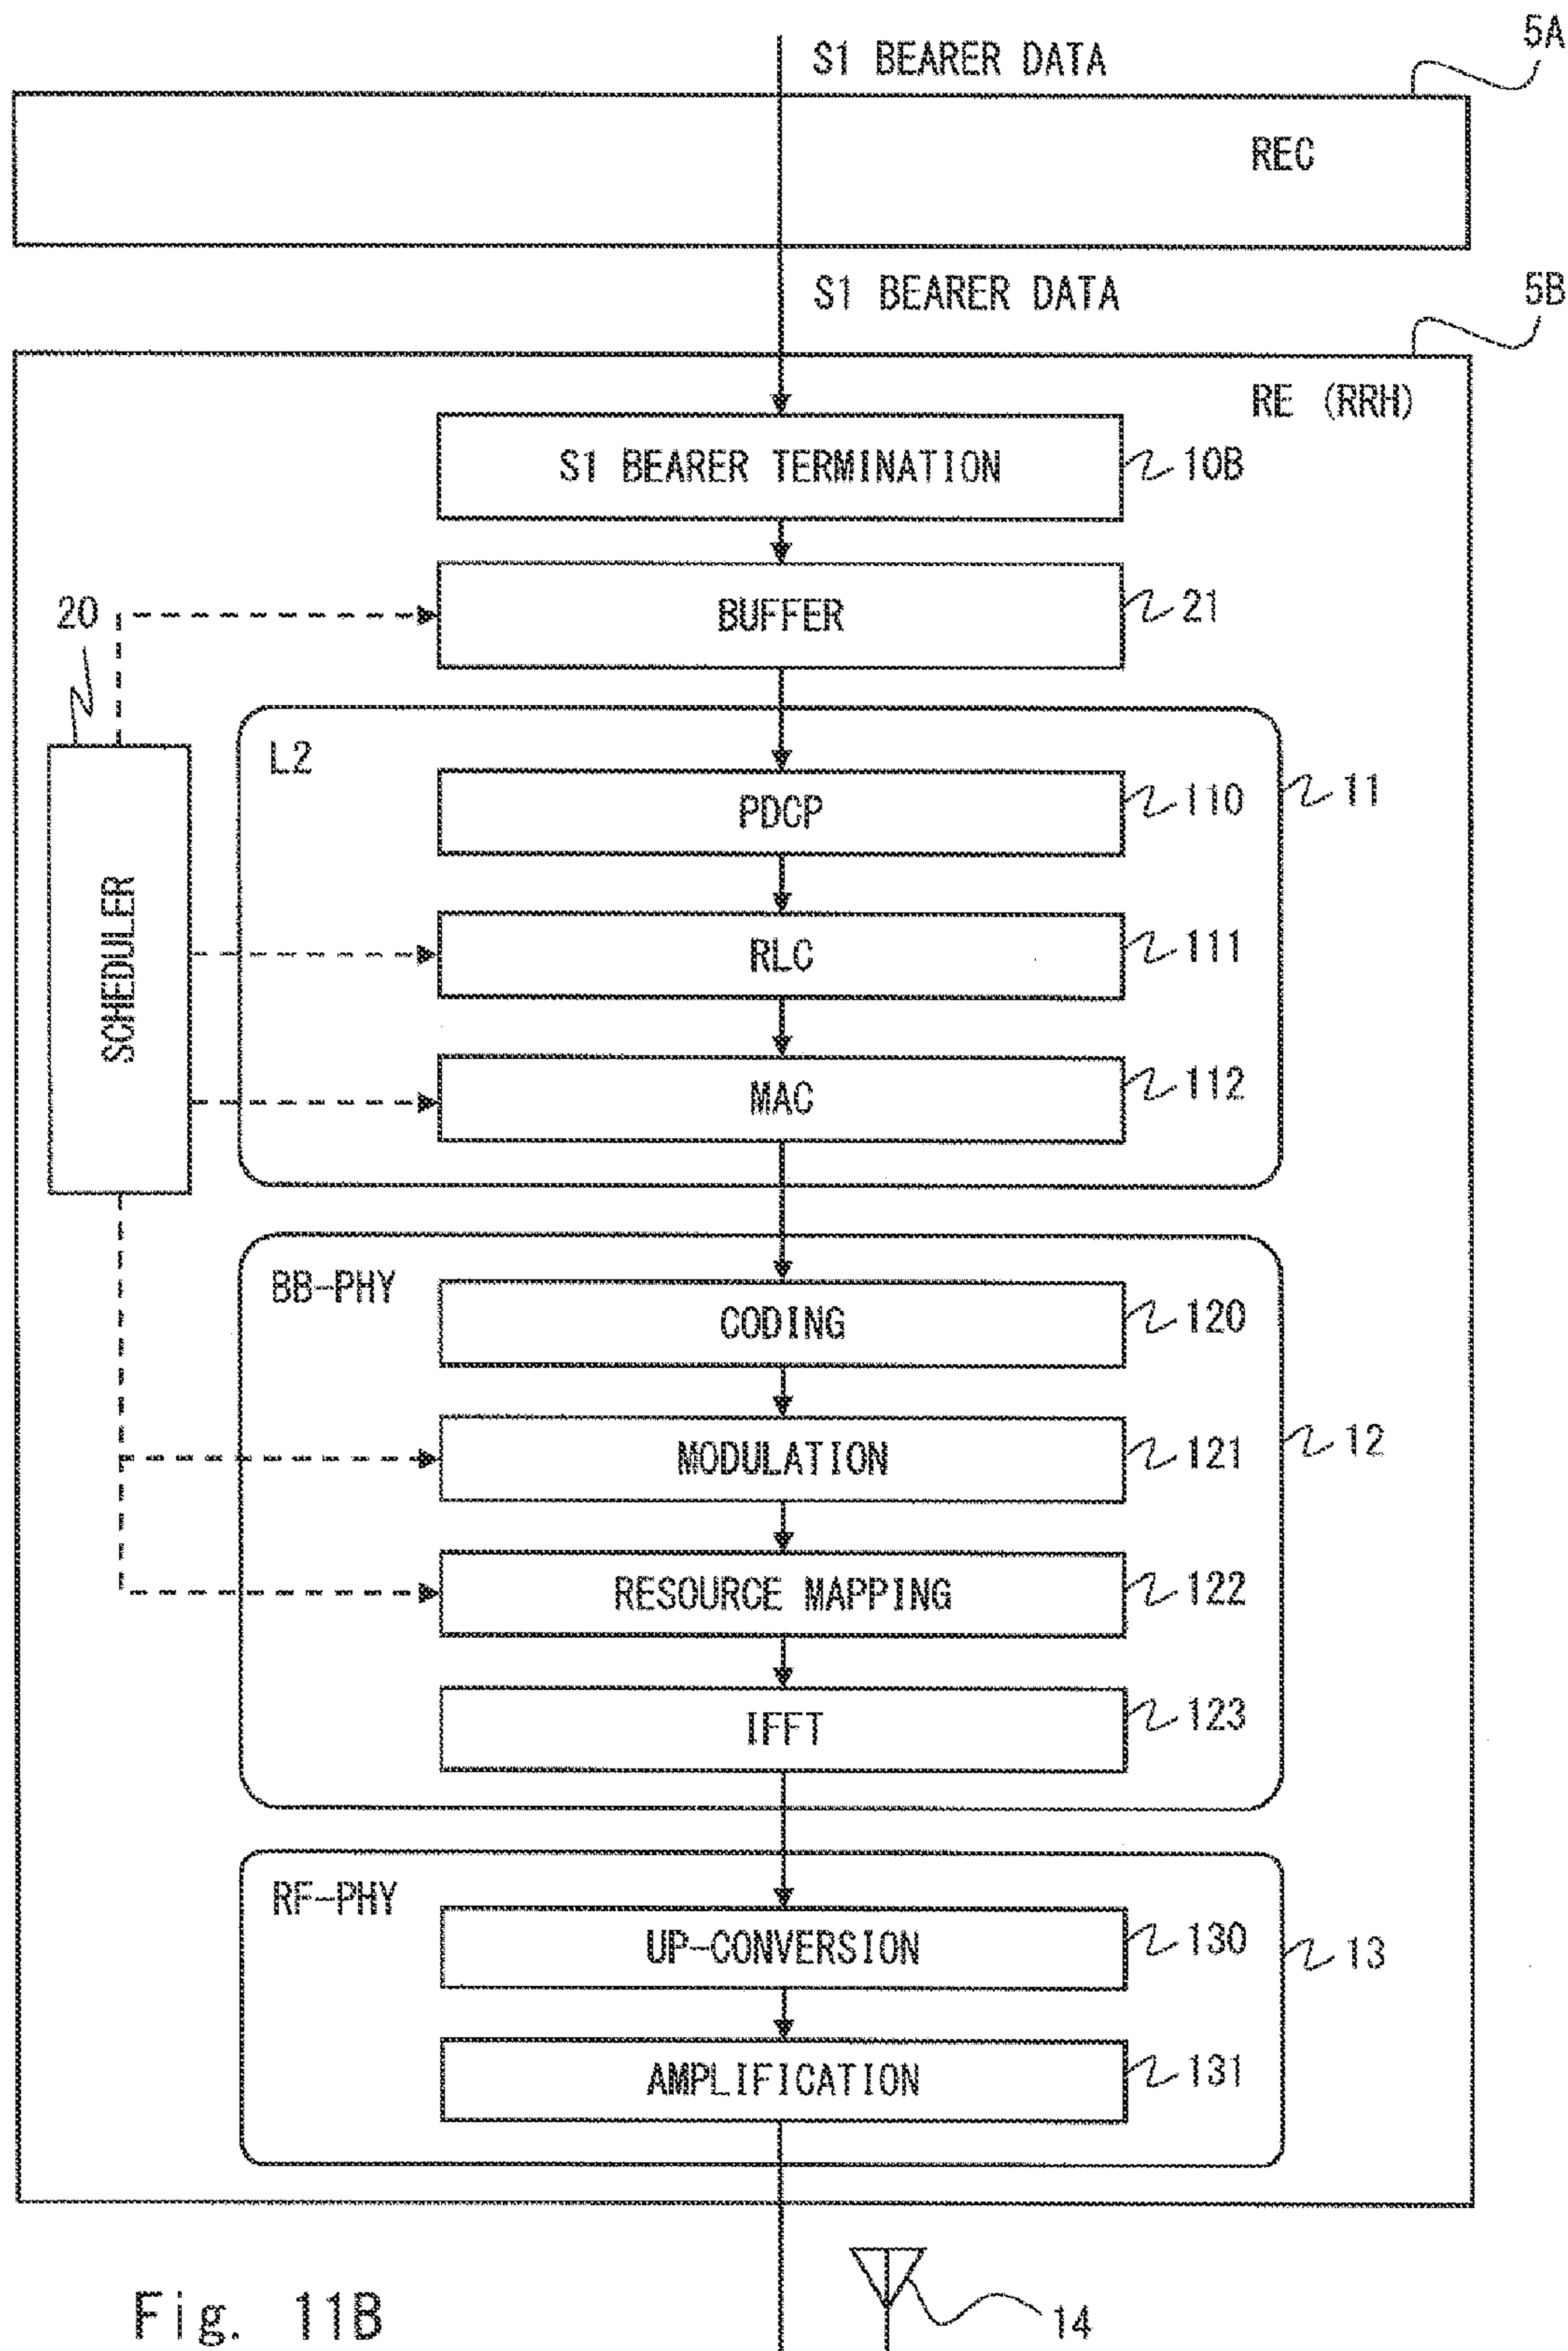 5A
S1 BEARER DATA
REC
S1 BEARER DATA
5B
RE (RRH)
S1 BEARER TERMINATION
10B
BUFFER
21
20
SCHEDULER
L2
11
PDCP
110
RLC
111
MAC
112
BB-PHY
12
CODING
120
MODULATION
121
RESOURCE MAPPING
122
IFFT
123
RF-PHY
13
UP-CONVERSION
130
AMPLIFICATION
131
14
Fig. 11B